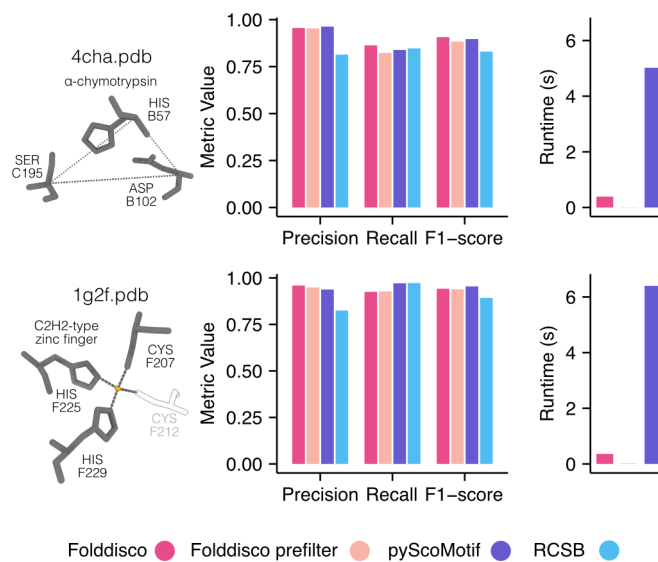 4cha.pdb
α-chymotrypsin
HIS
B57
SER
C195
ASP
B102
Metric Value
1.00
0.75
0.50
0.25
0.00
Precision Recall F1-score
Runtime (s)
6
4
2
0
1g2f.pdb
C2H2-type
zinc finger
CYS
F207
HIS
F225
CYS
F212
HIS
F229
Metric Value
1.00
0.75
0.50
0.25
0.00
Precision Recall F1-score
Runtime (s)
6
4
2
0
Folddisco Folddisco prefilter pyScoMotif RCSB